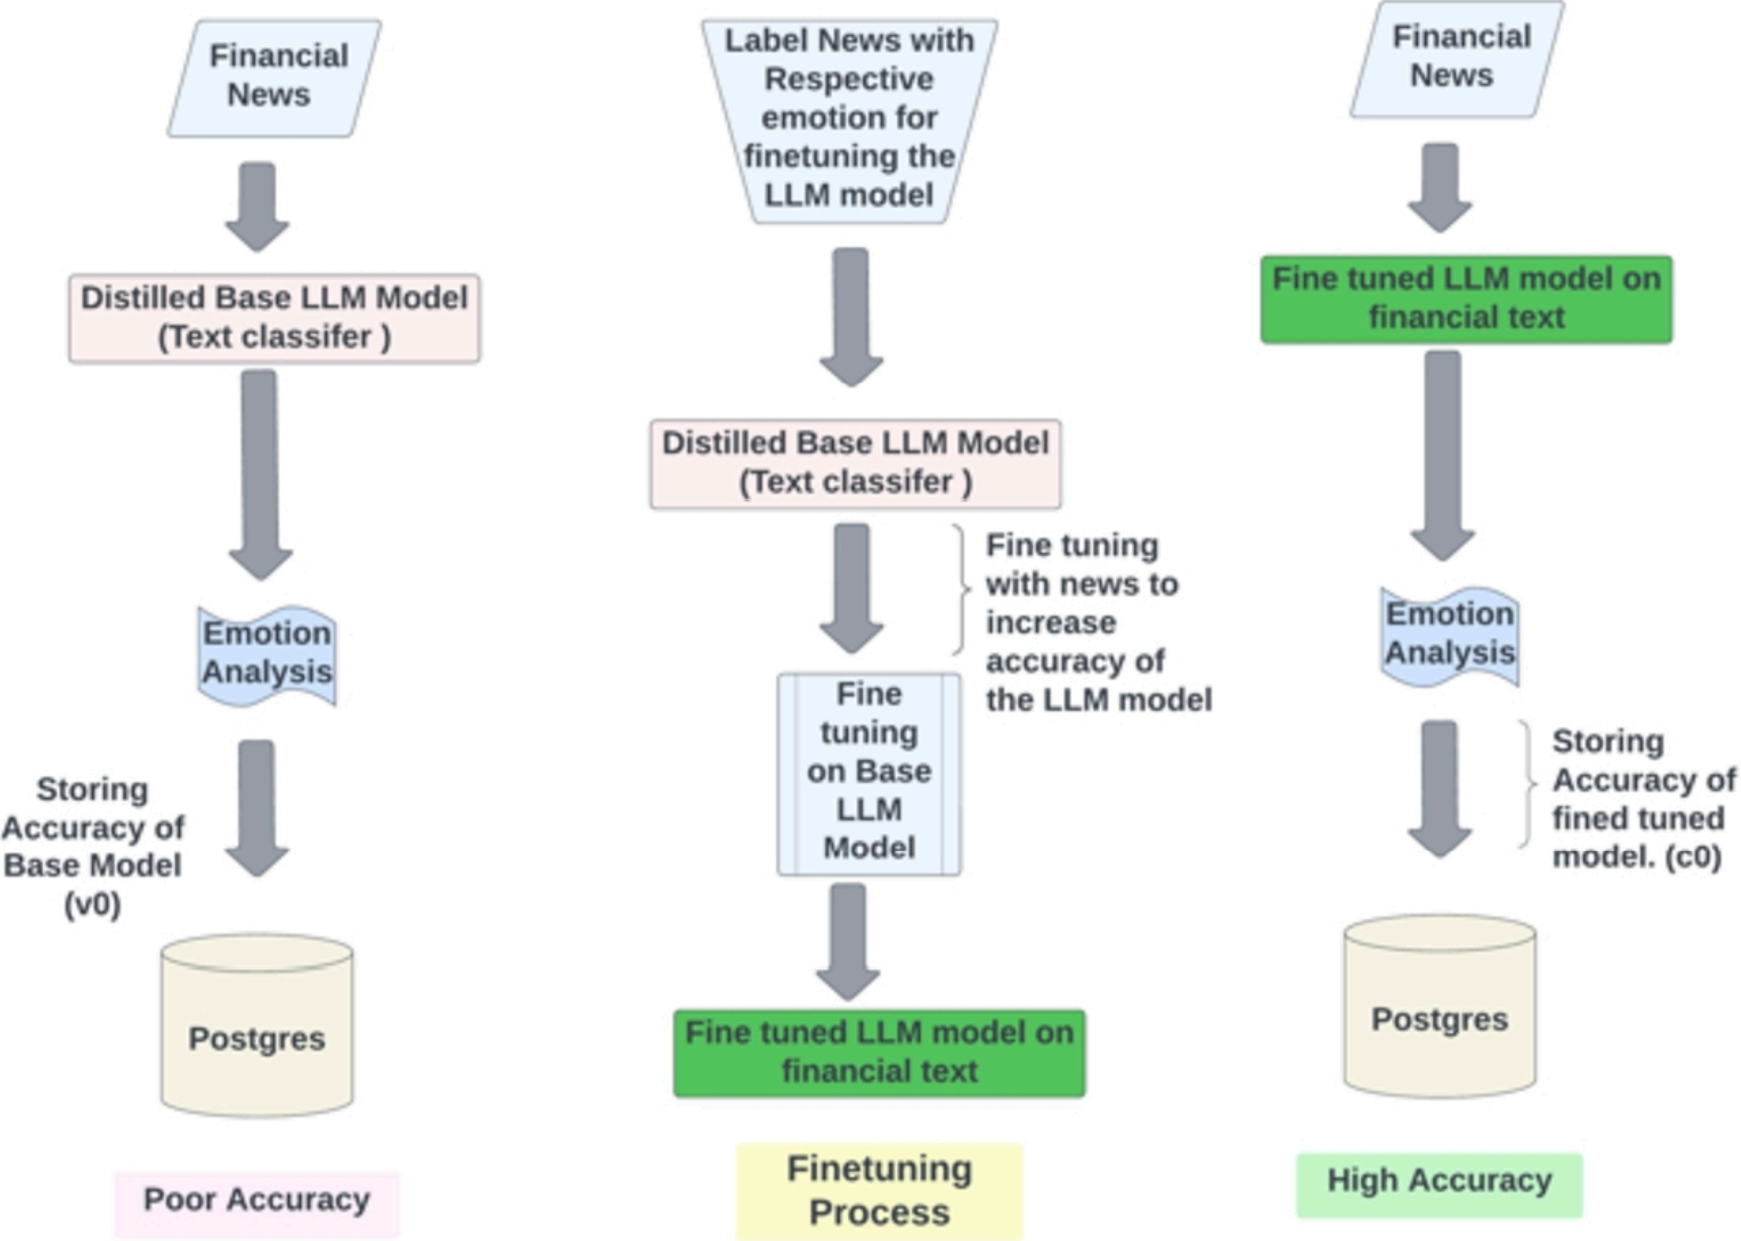 Financial
News
Distilled Base LLM Model
(Text classifer )
Emotion
Analysis
Storing
Accuracy of
Base Model
(v0)
Postgres
Poor Accuracy
Label News with
Respective
emotion for
finetuning the
LLM model
Distilled Base LLM Model
(Text classifer )
Fine tuning
with news to
increase
accuracy of
the LLM model
Fine
tuning
on Base
LLM
Model
Fine tuned LLM model on
financial text
Finetuning
Process
Financial
News
Fine tuned LLM model on
financial text
Emotion
Analysis
Storing
Accuracy of
fined tuned
model. (c0)
Postgres
High Accuracy